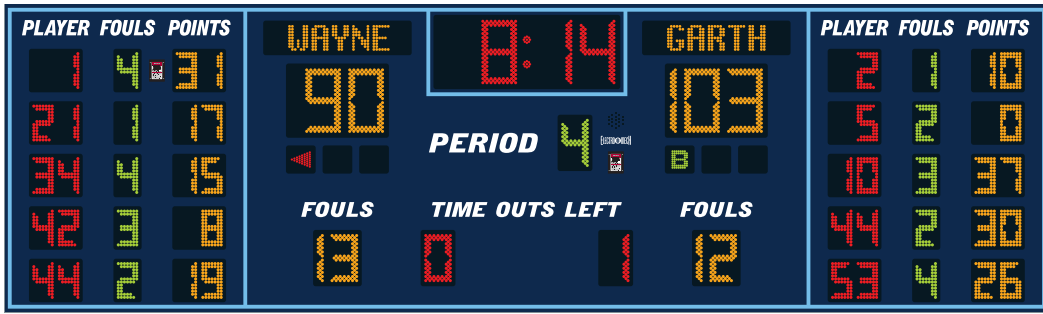 PLAYER FOULS POINTS
1 4 31
21 1 17
34 4 15
42 3 8
44 2 19
WAYNE
90
8:14
GARTH
103
PERIOD 4
B
FOULS TIME OUTS LEFT FOULS
13 0 1 12
PLAYER FOULS POINTS
2 1 10
5 2 0
10 3 37
44 2 30
53 4 26